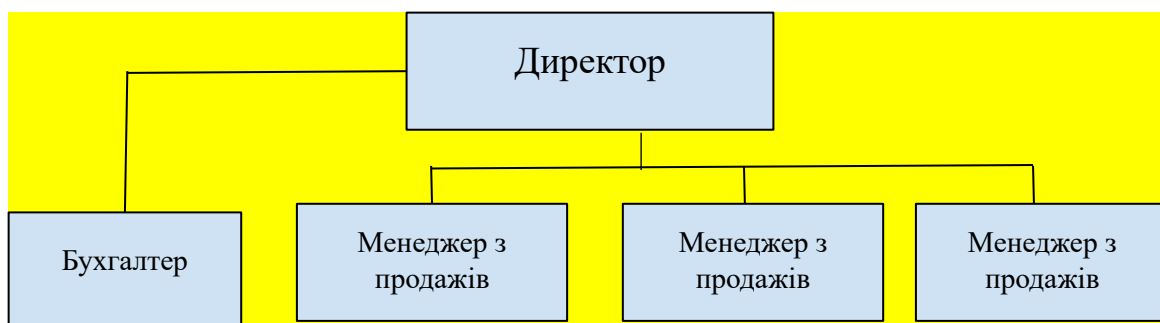 Директор
Бухгалтер
Менеджер з
продажів
Менеджер з
продажів
Менеджер з
продажів